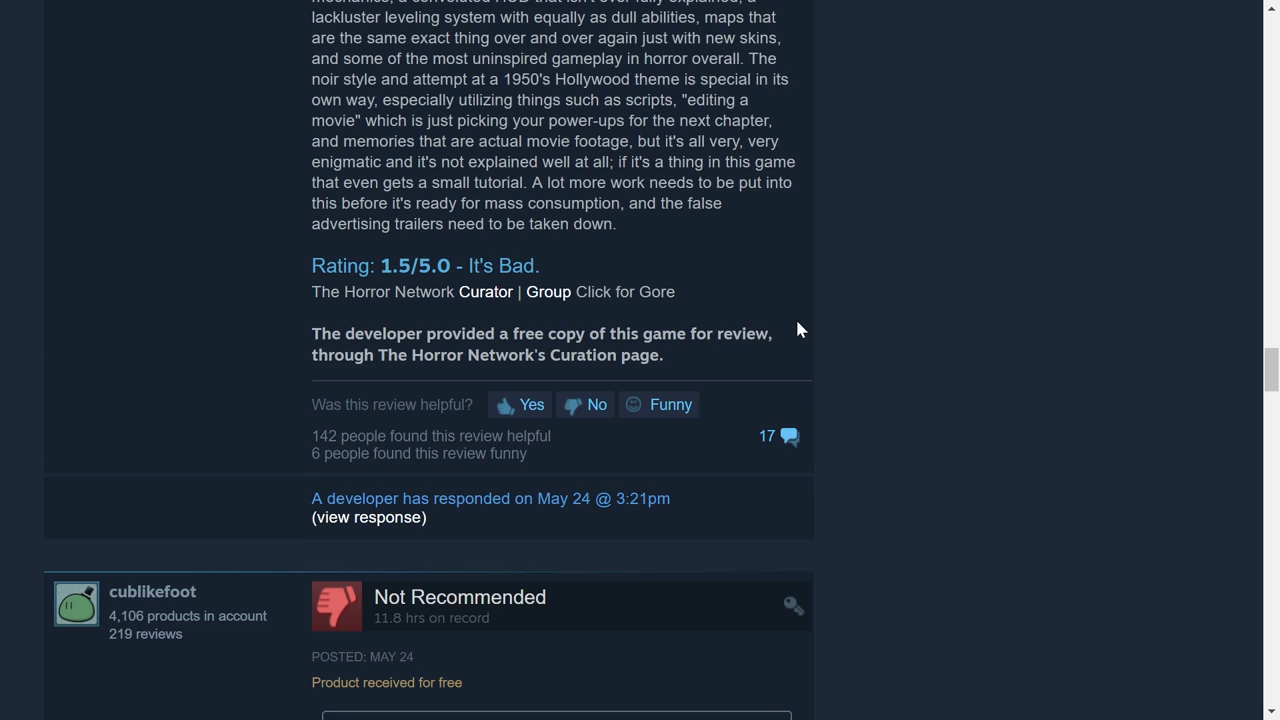 lackluster leveling system with equally as dull abilities, maps that
are the same exact thing over and over again just with new skins,
and some of the most uninspired gameplay in horror overall. The
noir style and attempt at a 1950's Hollywood theme is special in its
own way, especially utilizing things such as scripts, "editing a
movie" which is just picking your power-ups for the next chapter,
and memories that are actual movie footage, but it's all very, very
enigmatic and it's not explained well at all; if it's a thing in this game
that even gets a small tutorial. A lot more work needs to be put into
this before it's ready for mass consumption, and the false
advertising trailers need to be taken down.
Rating: 1.5/5.0 - It's Bad.
The Horror Network Curator | Group Click for Gore
The developer provided a free copy of this game for review,
through The Horror Network's Curation page.
Was this review helpful? Yes No Funny
142 people found this review helpful
17
6 people found this review funny
A developer has responded on May 24 @ 3:21pm
(view response)
cublikefoot
4,106 products in account
219 reviews
Not Recommended
11.8 hrs on record
POSTED: MAY 24
Product received for free